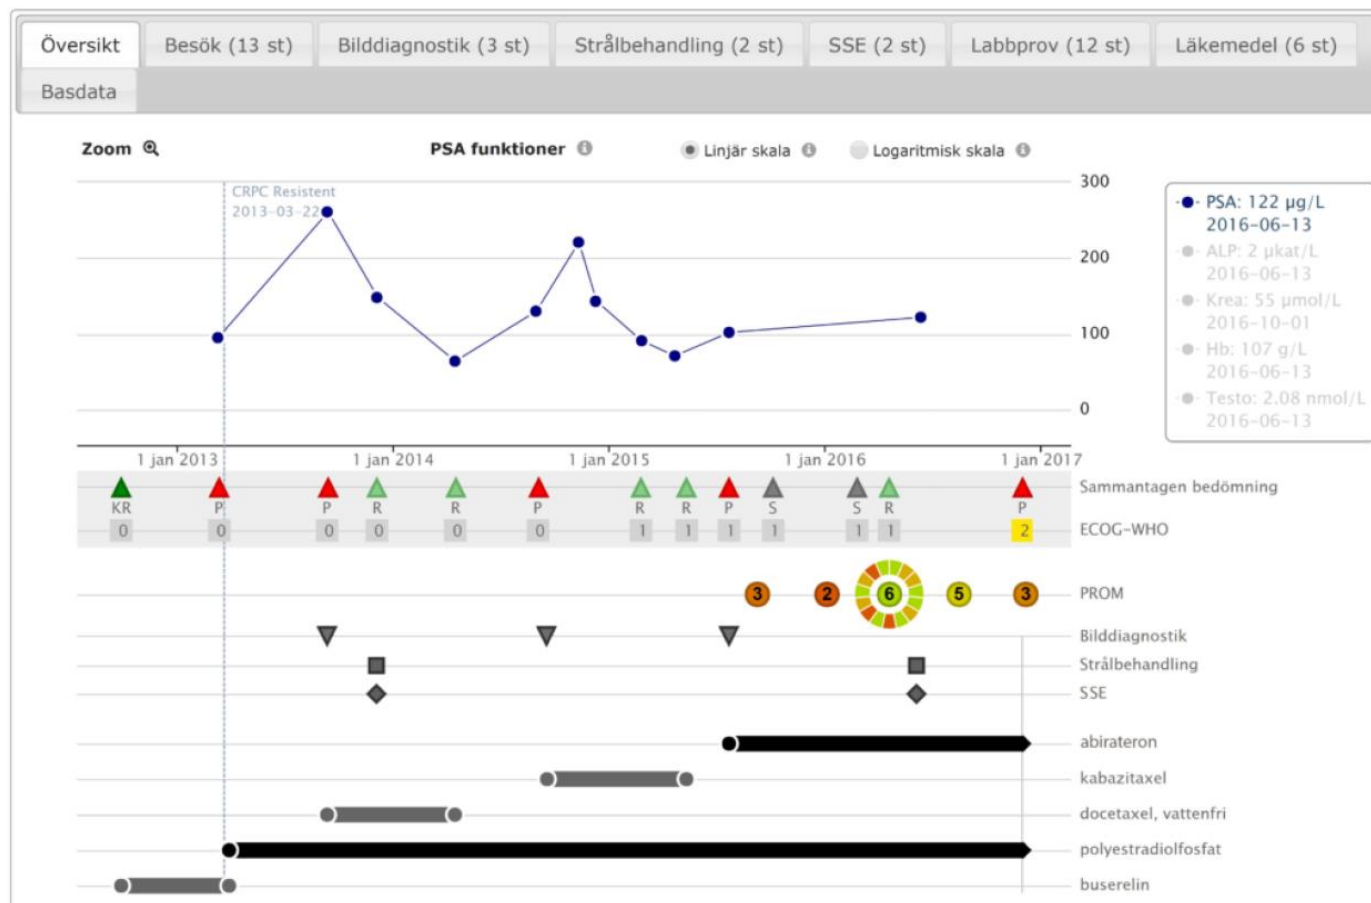 Översikt
Besök (13 st)
Bilddiagnostik (3 st)
Strålbehandling (2 st)
SSE (2 st)
Labbprov (12 st)
Läkemedel (6 st)
Basdata
Zoom
PSA funktioner
Linjär skala
Logaritmisk skala
CRPC Resistent
2013-03-22
300
200
100
0
PSA: 122 µg/L
2016-06-13
ALP: 2 µkat/L
2016-06-13
Krea: 55 µmol/L
2016-10-01
Hb: 107 g/L
2016-06-13
Testo: 2.08 nmol/L
2016-06-13
1 jan 2013
1 jan 2014
1 jan 2015
1 jan 2016
1 jan 2017
Sammantagen bedömning
KR P P R R P R R P S S R P
0 0 0 0 0 0 1 1 1 1 1 1 2
ECOG-WHO
3 2 6 5 3
PROM
Bilddiagnostik
Strålbehandling
SSE
abirateron
kabazitaxel
docetaxel, vattenfri
polyestradiolfosfat
buserelin